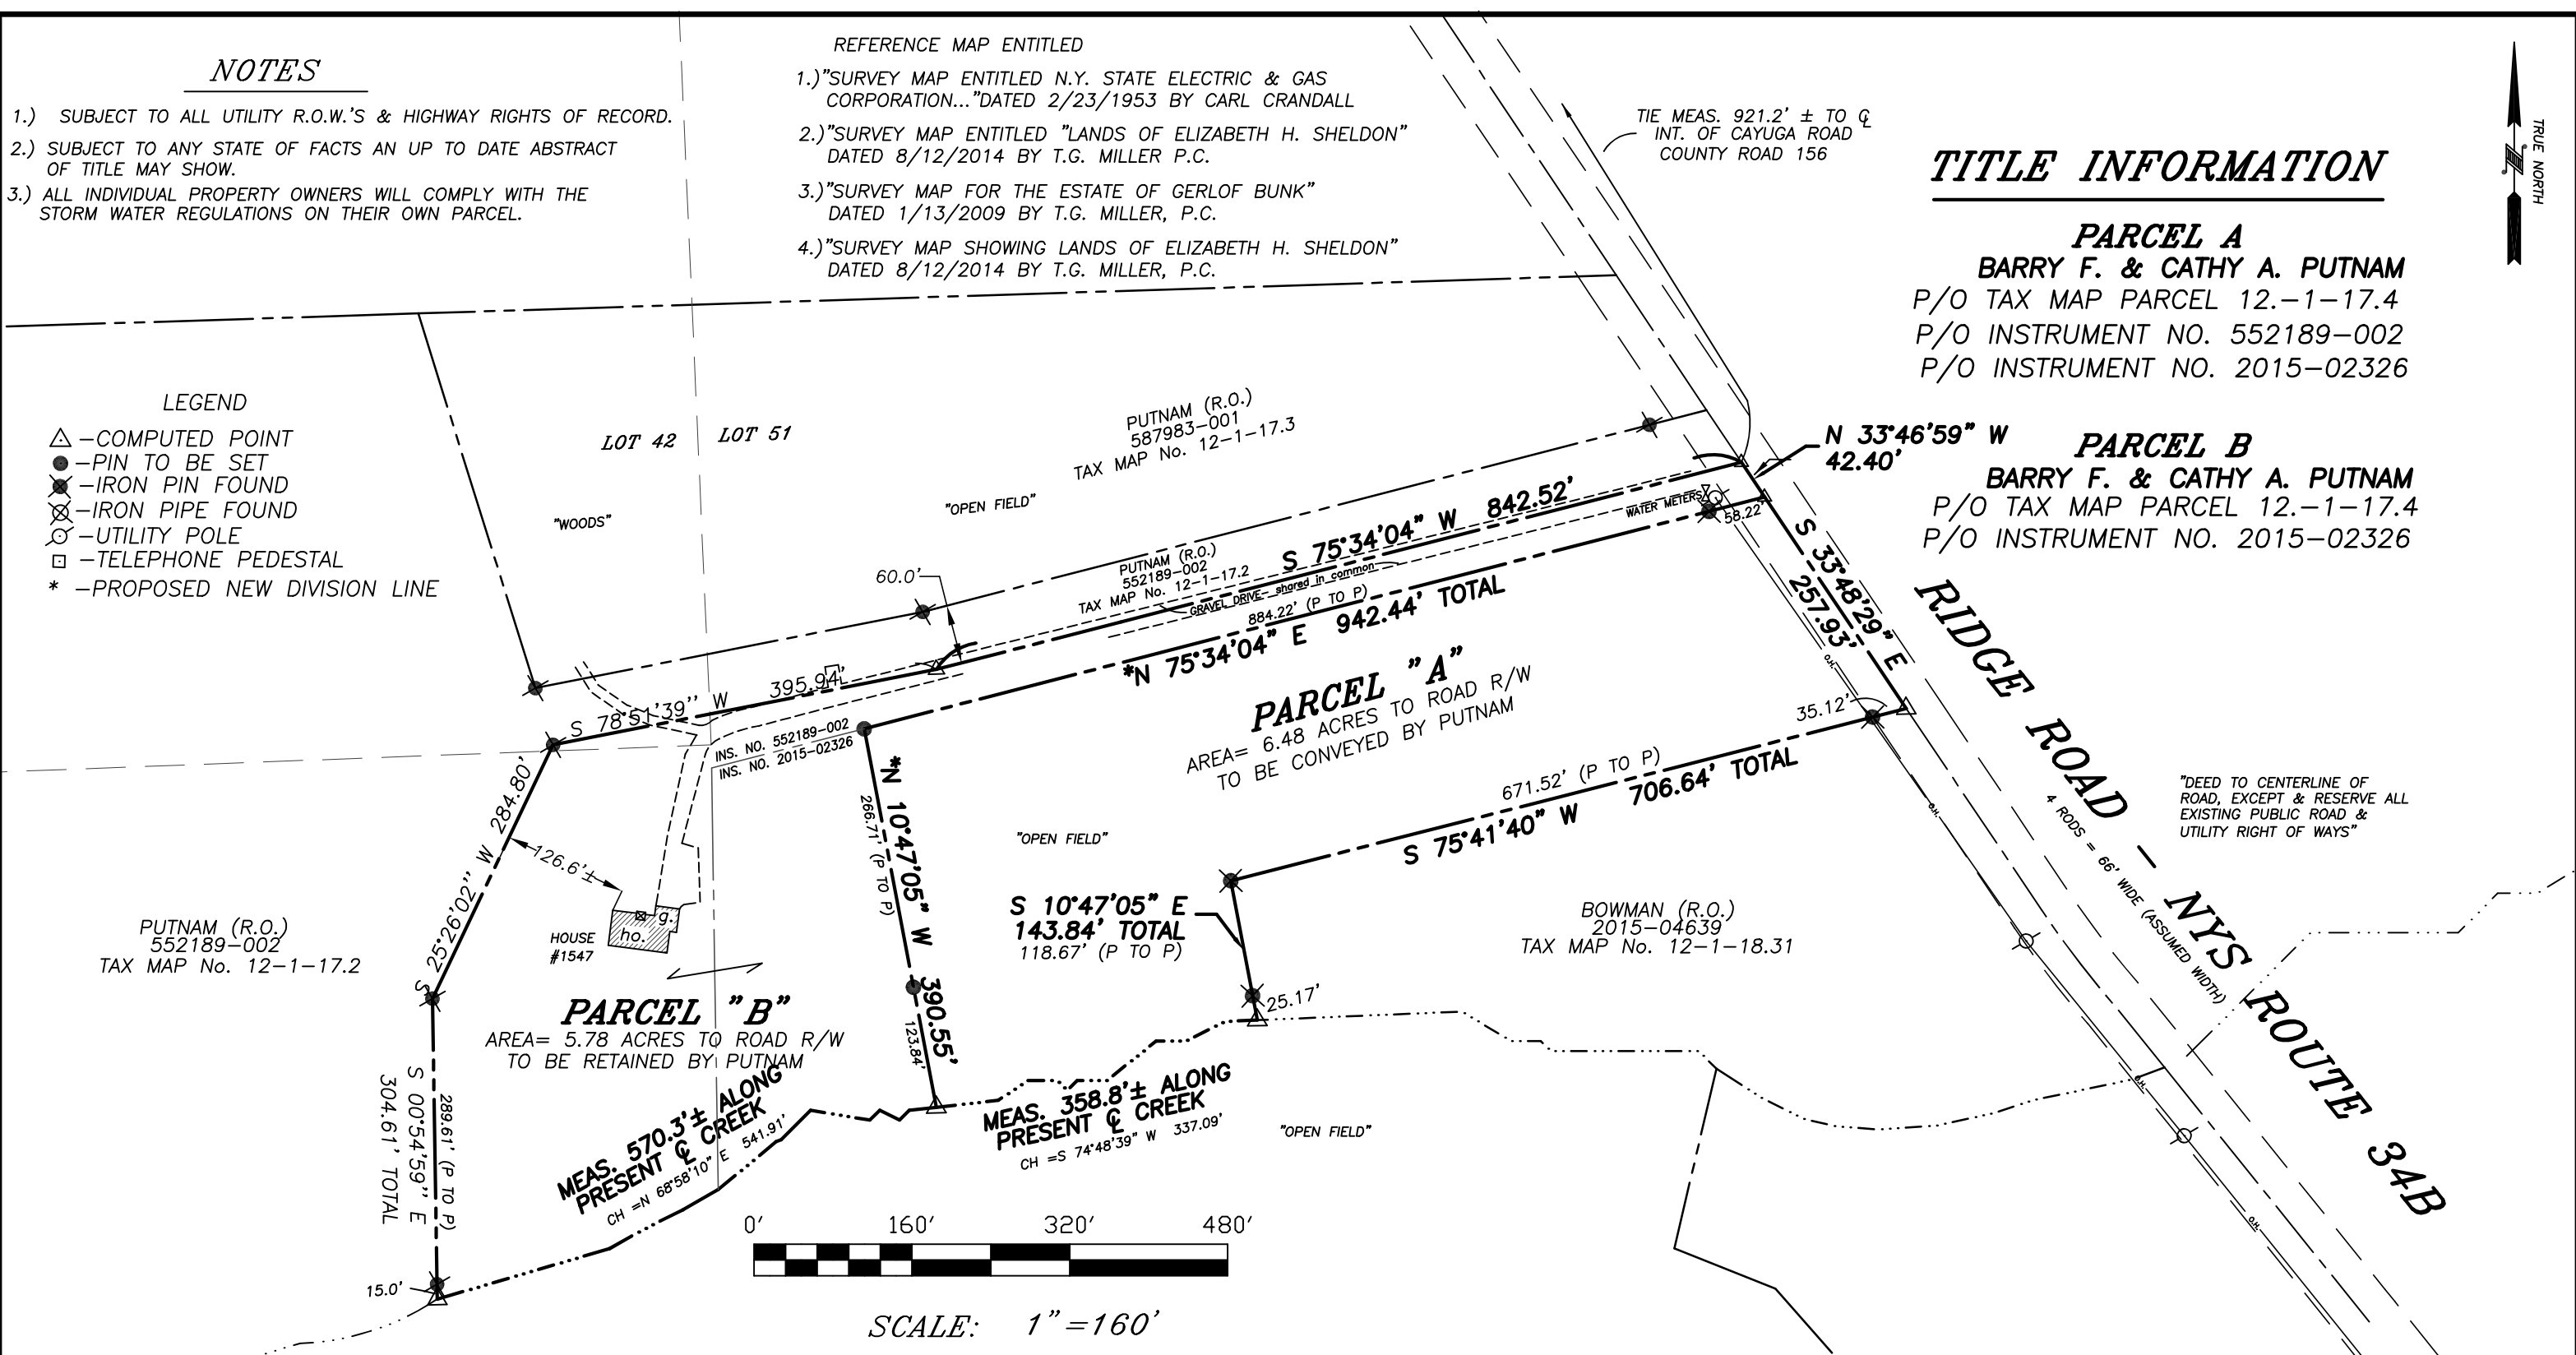 NOTES
1.) SUBJECT TO ALL UTILITY R.O.W.'S & HIGHWAY RIGHTS OF RECORD.
2.) SUBJECT TO ANY STATE OF FACTS AN UP TO DATE ABSTRACT
OF TITLE MAY SHOW.
3.) ALL INDIVIDUAL PROPERTY OWNERS WILL COMPLY WITH THE
STORM WATER REGULATIONS ON THEIR OWN PARCEL.
REFERENCE MAP ENTITLED
1.)"SURVEY MAP ENTITLED N.Y. STATE ELECTRIC & GAS
CORPORATION..."DATED 2/23/1953 BY CARL CRANDALL
2.)"SURVEY MAP ENTITLED "LANDS OF ELIZABETH H. SHELDON"
DATED 8/12/2014 BY T.G. MILLER P.C.
3.)"SURVEY MAP FOR THE ESTATE OF GERLOF BUNK"
DATED 1/13/2009 BY T.G. MILLER, P.C.
4.)"SURVEY MAP SHOWING LANDS OF ELIZABETH H. SHELDON"
DATED 8/12/2014 BY T.G. MILLER, P.C.
TIE MEAS. 921.2' ± TO ℄
INT. OF CAYUGA ROAD
COUNTY ROAD 156
TRUE NORTH
TITLE INFORMATION
PARCEL A
BARRY F. & CATHY A. PUTNAM
P/O TAX MAP PARCEL 12.-1-17.4
P/O INSTRUMENT NO. 552189-002
P/O INSTRUMENT NO. 2015-02326
PARCEL B
BARRY F. & CATHY A. PUTNAM
P/O TAX MAP PARCEL 12.-1-17.4
P/O INSTRUMENT NO. 2015-02326
LEGEND
-COMPUTED POINT
-PIN TO BE SET
-IRON PIN FOUND
-IRON PIPE FOUND
-UTILITY POLE
-TELEPHONE PEDESTAL
* -PROPOSED NEW DIVISION LINE
LOT 42
LOT 51
"WOODS"
"OPEN FIELD"
PUTNAM (R.O.)
587983-001
TAX MAP No. 12-1-17.3
N 33°46'59" W
42.40'
60.0'
PUTNAM (R.O.)
552189-002
TAX MAP No. 12-1-17.2
S 75°34'04" W 842.52'
WATER METERS
58.22'
GRAVEL DRIVE- shared in common
884.22' (P TO P)
*N 75°34'04" E 942.44' TOTAL
S 33°48'29" E
257.93'
S 78°51'39" W 395.94'
INS. NO. 552189-002
INS. NO. 2015-02326
PARCEL "A"
AREA= 6.48 ACRES TO ROAD R/W
TO BE CONVEYED BY PUTNAM
35.12'
671.52' (P TO P)
706.64' TOTAL
S 75°41'40" W
RIDGE ROAD - NYS ROUTE 34B
4 RODS = 66' WIDE (ASSUMED WIDTH)
"DEED TO CENTERLINE OF
ROAD, EXCEPT & RESERVE ALL
EXISTING PUBLIC ROAD &
UTILITY RIGHT OF WAYS"
O.H.
O.H.
O.H.
O.H.
S 25°26'02" W 284.80'
126.6'±
HOUSE
#1547
ho.
g.
*N 10°47'05" W 390.55'
266.71' (P TO P)
123.84'
"OPEN FIELD"
S 10°47'05" E
143.84' TOTAL
118.67' (P TO P)
25.17'
BOWMAN (R.O.)
2015-04639
TAX MAP No. 12-1-18.31
PUTNAM (R.O.)
552189-002
TAX MAP No. 12-1-17.2
PARCEL "B"
AREA= 5.78 ACRES TO ROAD R/W
TO BE RETAINED BY PUTNAM
289.61' (P TO P)
S 00°54'59" E
304.61' TOTAL
15.0'
MEAS. 570.3'± ALONG
PRESENT ℄ CREEK
CH =N 68°58'10" E 541.91'
MEAS. 358.8'± ALONG
PRESENT ℄ CREEK
CH =S 74°48'39" W 337.09'
"OPEN FIELD"
0' 160' 320' 480'
SCALE: 1"=160'